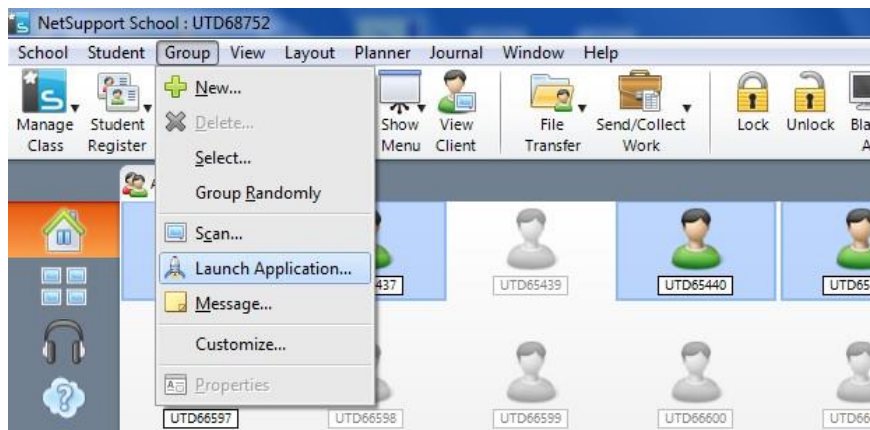 NetSupport School : UTD68752
School Student Group View Layout Planner Journal Window Help
Manage Class
Student Register
Show Menu
View Client
File Transfer
Send/Collect Work
Lock
Unlock
New...
Delete...
Select...
Group Randomly
Scan...
Launch Application...
Message...
Customize...
Properties
437
UTD65439
UTD65440
UTD65
UTD66597
UTD66598
UTD66599
UTD66600
UTD66